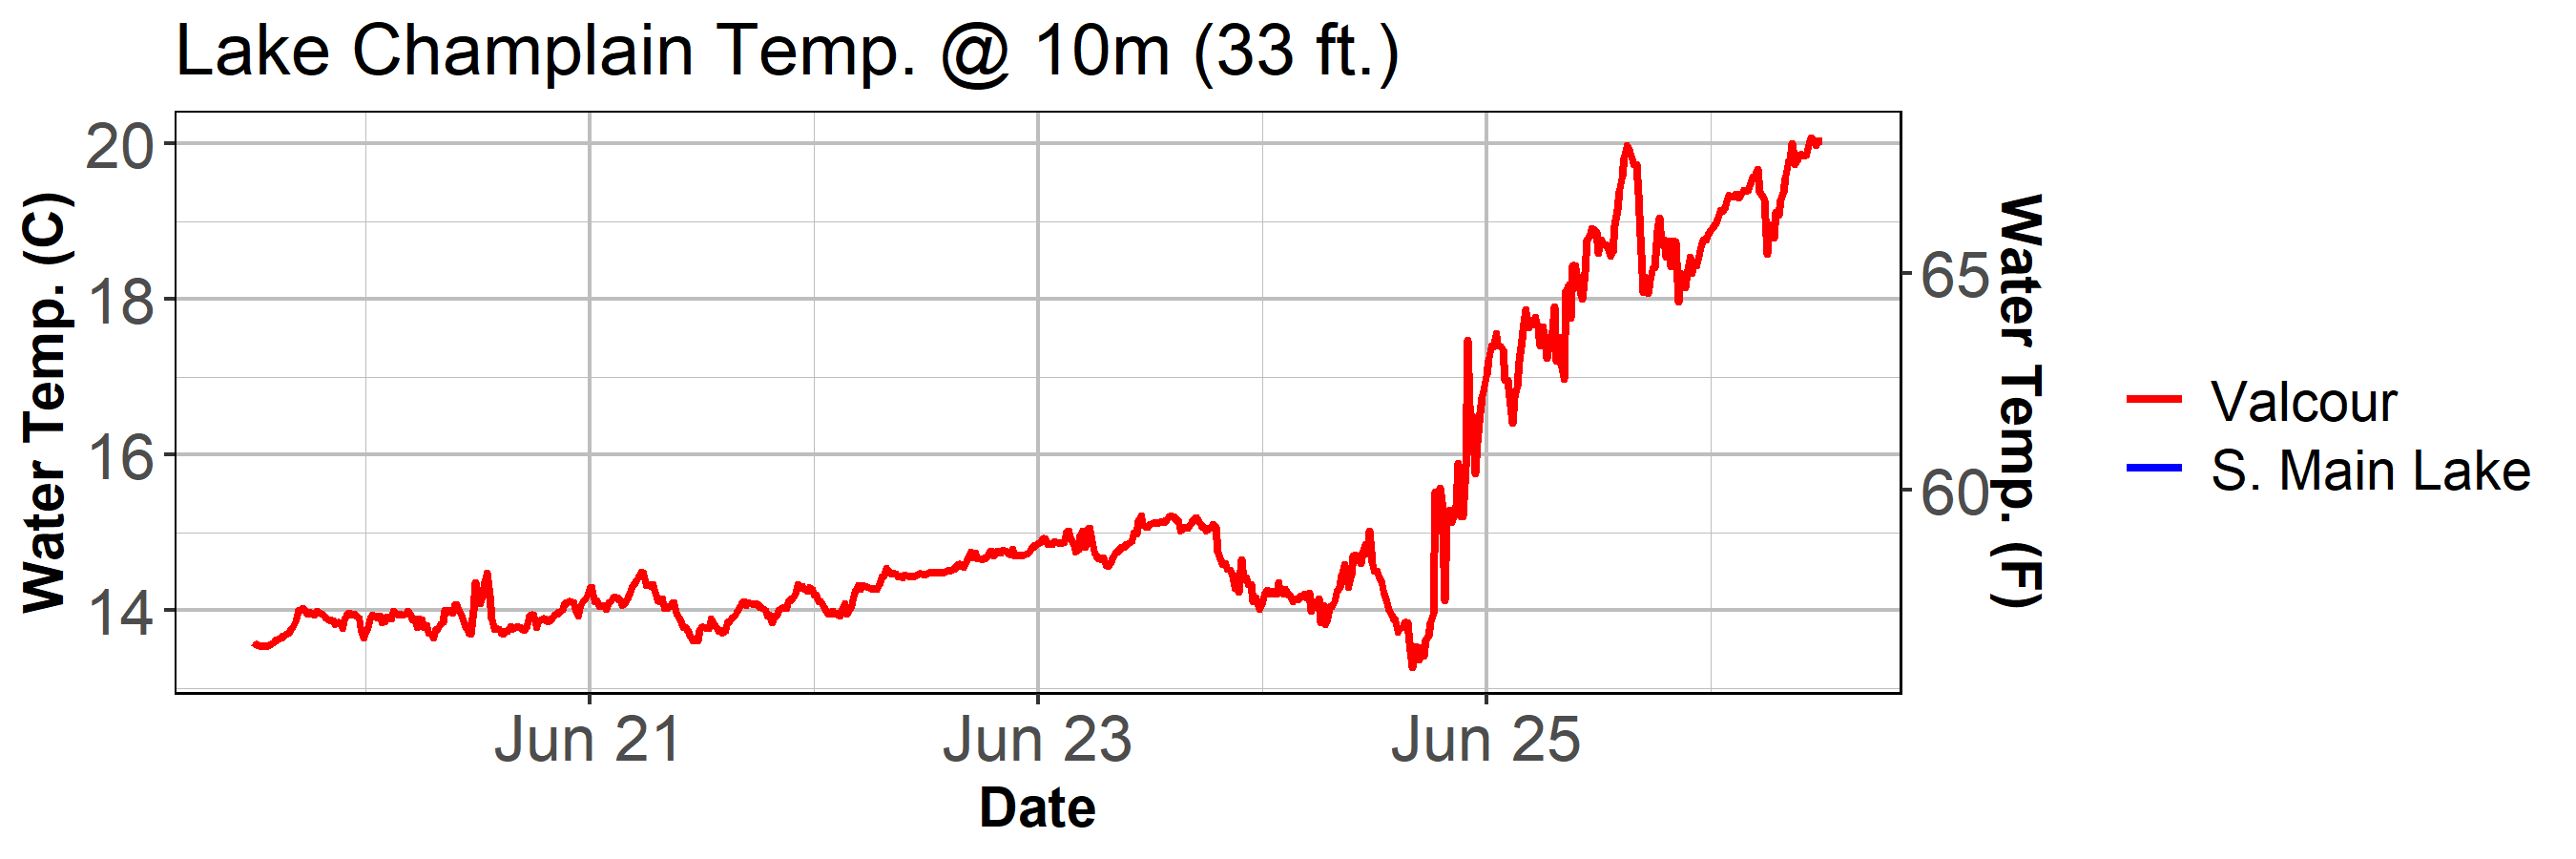 Lake Champlain Temp. @ 10m (33 ft.)
Water Temp. (C)
20
18
16
14
65
60
Water Temp. (F)
Jun 21
Jun 23
Jun 25
Date
Valcour
S. Main Lake